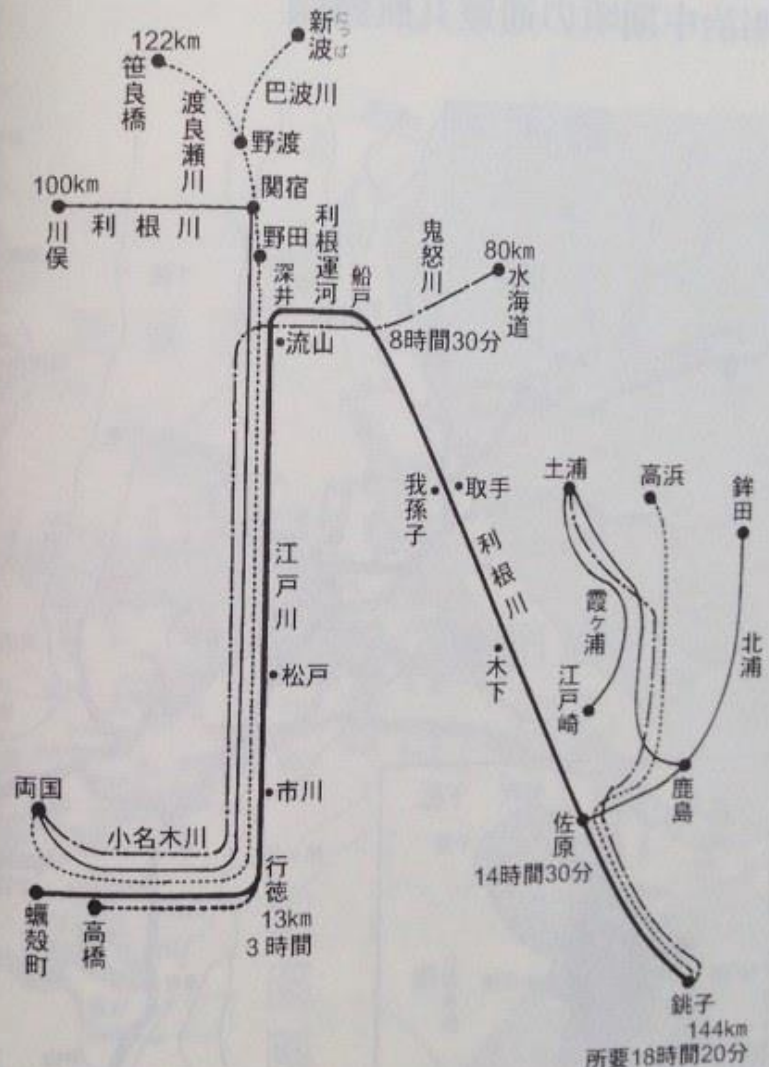 122km
笹良橋
新波
にっぱ
巴波川
渡良瀬川
野渡
100km
川俣
利根川
関宿
野田
深井
利根運河
船戸
鬼怒川
80km
水海道
流山
8時間30分
我孫子
取手
利根川
木下
土浦
高浜
鉾田
霞ヶ浦
江戸崎
北浦
鹿島
江戸川
松戸
市川
両国
小名木川
佐原
14時間30分
行徳
13km
3時間
蠣殻町
高橋
銚子
144km
所要18時間20分